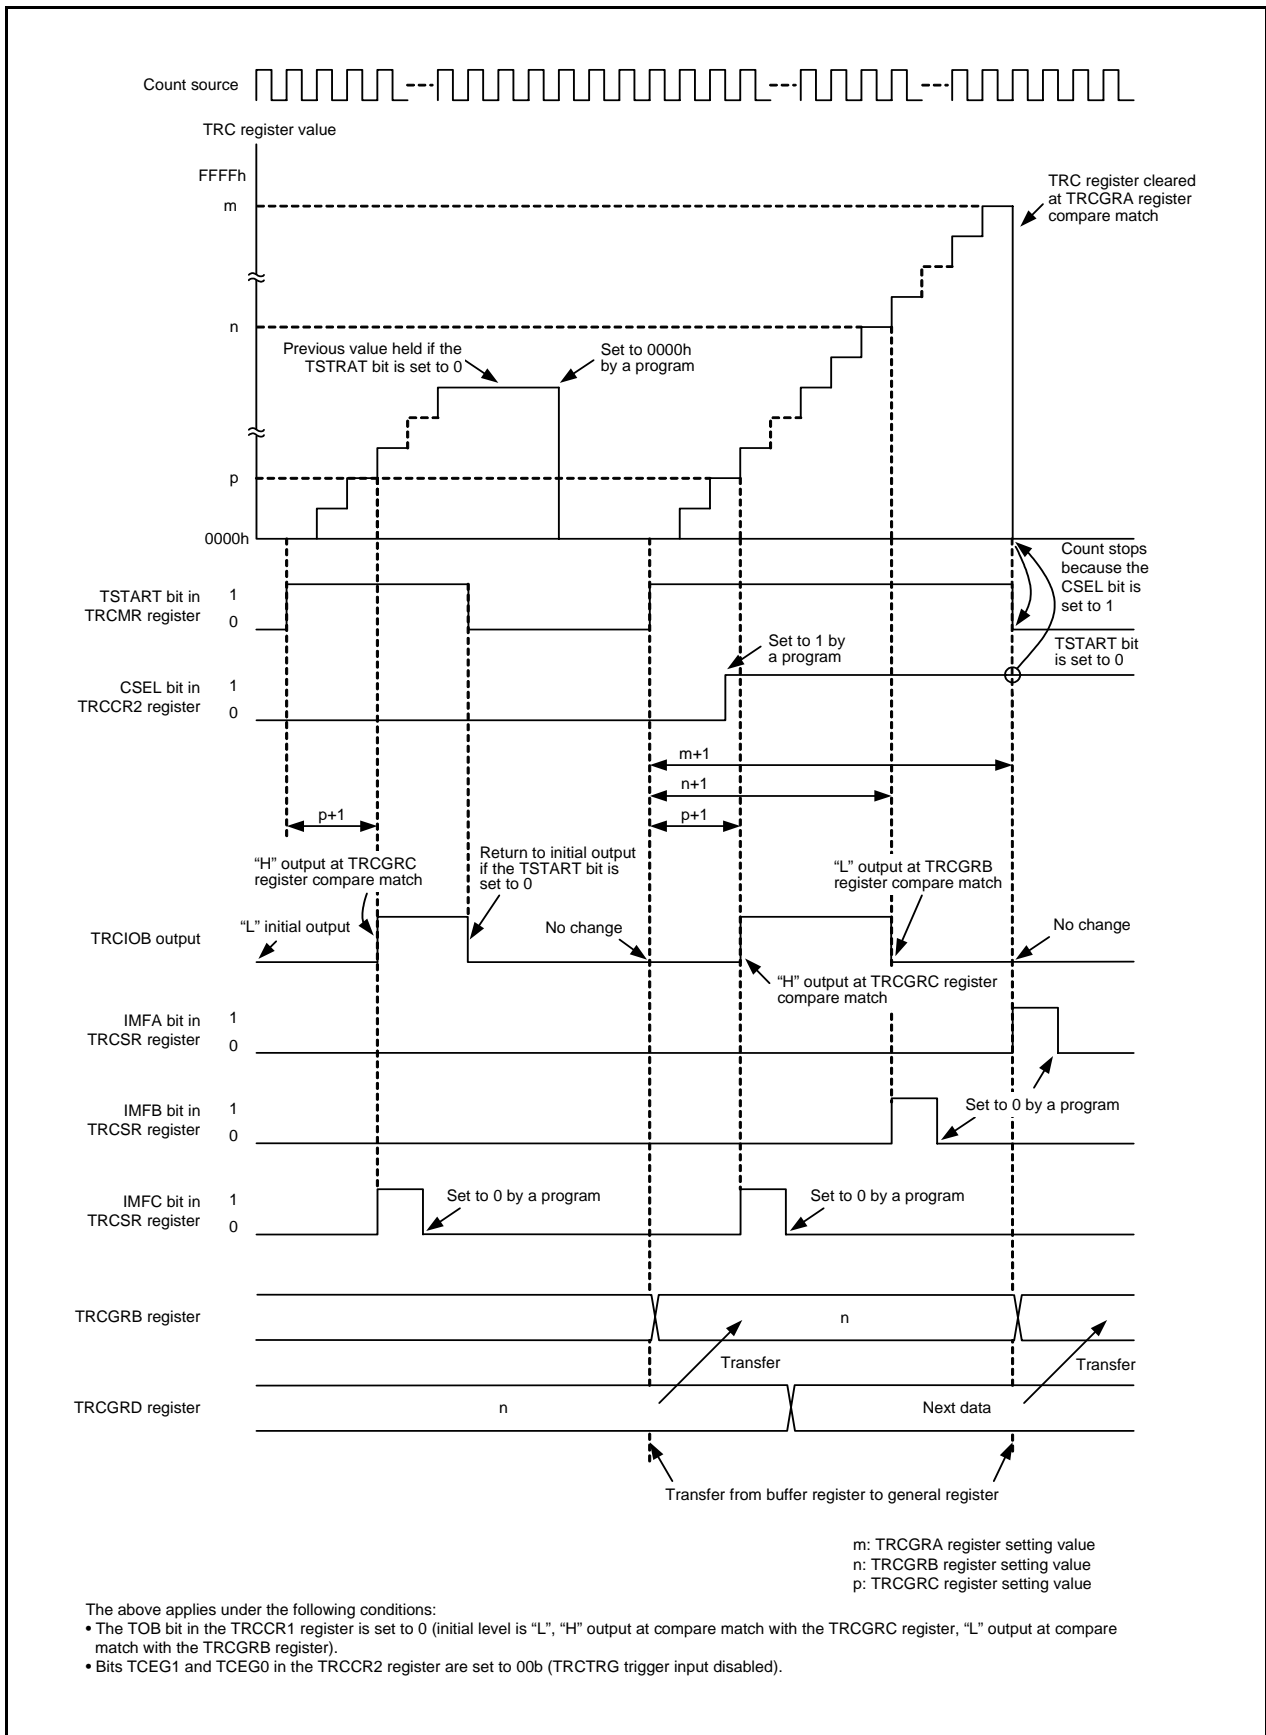 Count source
TRC register value
FFFFh
m
TRC register cleared
at TRCGRA register
compare match
n
Previous value held if the
TSTRAT bit is set to 0
Set to 0000h
by a program
p
0000h
Count stops
because the
CSEL bit is
set to 1
TSTART bit in
TRCMR register
1
0
TSTART bit
is set to 0
Set to 1 by
a program
CSEL bit in
TRCCR2 register
1
0
m+1
n+1
p+1
p+1
“H” output at TRCGRC
register compare match
Return to initial output
if the TSTART bit is
set to 0
“L” output at TRCGRB
register compare match
TRCIOB output
“L” initial output
No change
No change
“H” output at TRCGRC register
compare match
IMFA bit in
TRCSR register
1
0
Set to 0 by a program
IMFB bit in
TRCSR register
1
0
IMFC bit in
TRCSR register
1
0
Set to 0 by a program
Set to 0 by a program
TRCGRB register
n
Transfer
Transfer
TRCGRD register
n
Next data
Transfer from buffer register to general register
m: TRCGRA register setting value
n: TRCGRB register setting value
p: TRCGRC register setting value
The above applies under the following conditions:
• The TOB bit in the TRCCR1 register is set to 0 (initial level is “L”, “H” output at compare match with the TRCGRC register, “L” output at compare
match with the TRCGRB register).
• Bits TCEG1 and TCEG0 in the TRCCR2 register are set to 00b (TRCTRG trigger input disabled).